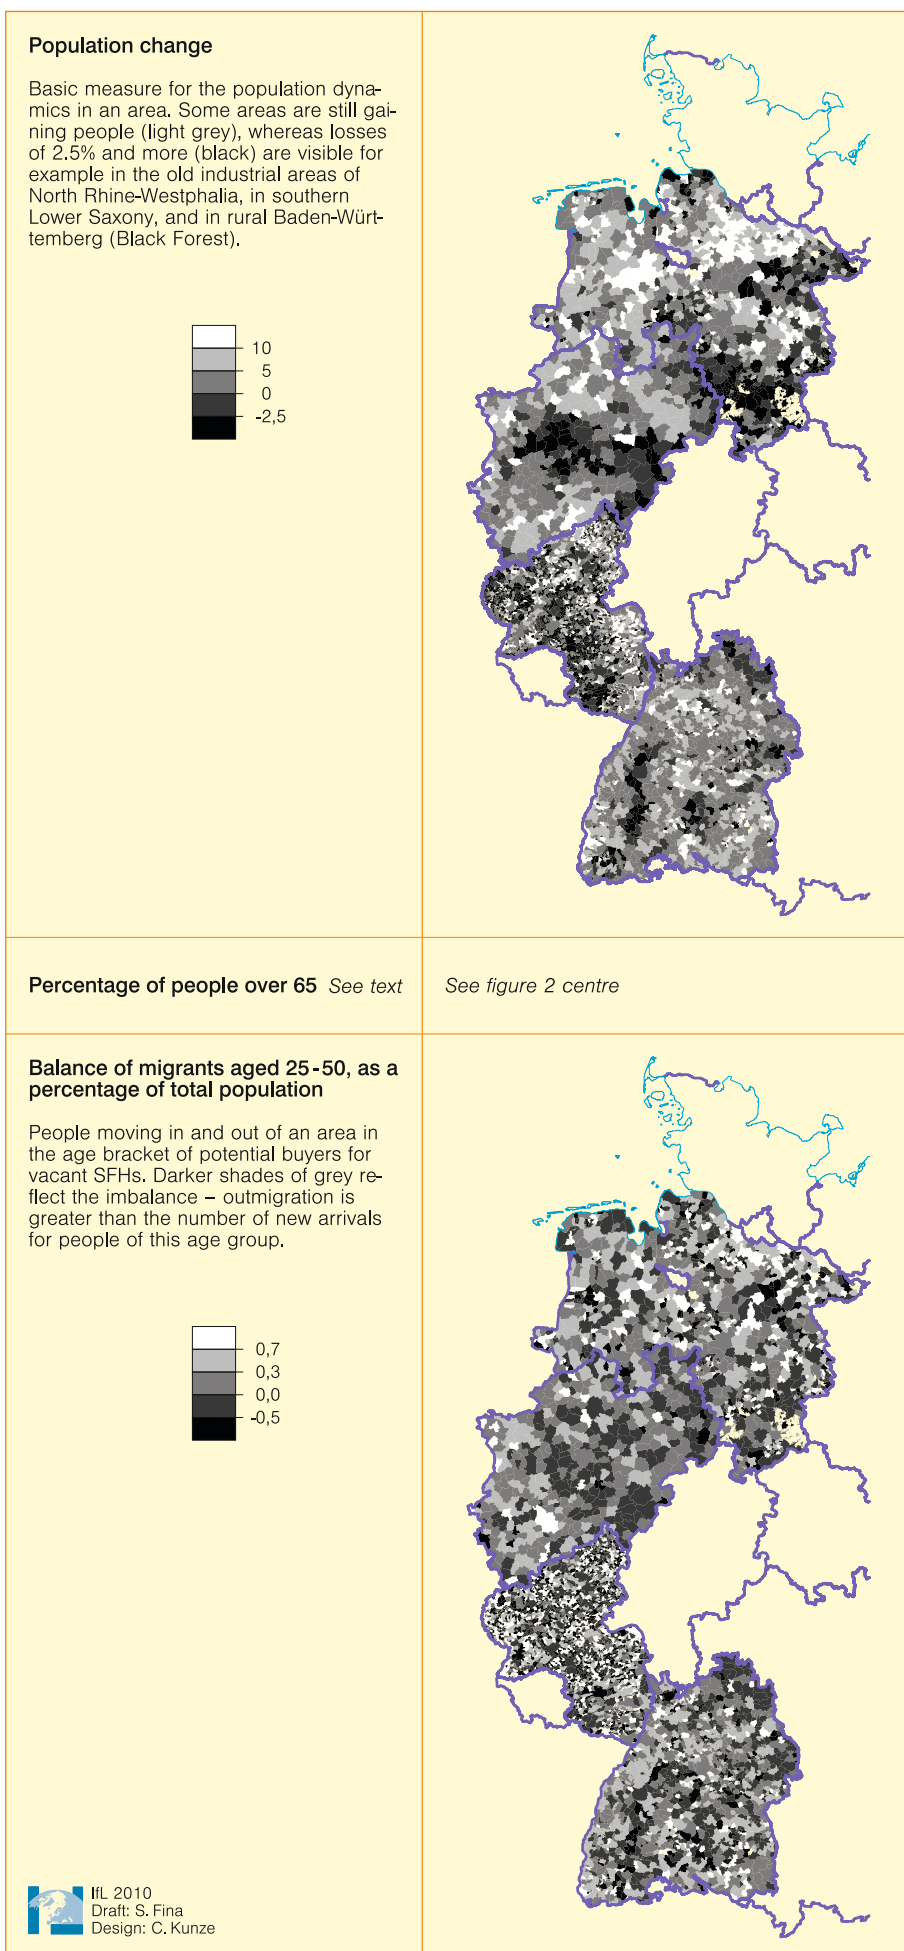 Population change
Basic measure for the population dyna-
mics in an area. Some areas are still gai-
ning people (light grey), whereas losses
of 2.5% and more (black) are visible for
example in the old industrial areas of
North Rhine-Westphalia, in southern
Lower Saxony, and in rural Baden-Würt-
temberg (Black Forest).
10
5
0
-2,5
Percentage of people over 65 See text
See figure 2 centre
Balance of migrants aged 25-50, as a
percentage of total population
People moving in and out of an area in
the age bracket of potential buyers for
vacant SFHs. Darker shades of grey re-
flect the imbalance – outmigration is
greater than the number of new arrivals
for people of this age group.
0,7
0,3
0,0
-0,5
IfL 2010
Draft: S. Fina
Design: C. Kunze